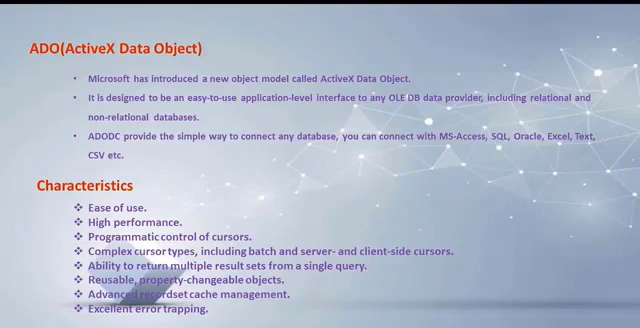 ADO(ActiveX Data Object)
• Microsoft has introduced a new object model called ActiveX Data Object.
• It is designed to be an easy-to-use application-level interface to any OLE DB data provider, including relational and
non-relational databases.
• ADODC provide the simple way to connect any database, you can connect with MS-Access, SQL, Oracle, Excel, Text,
CSV etc.
Characteristics
❖ Ease of use.
❖ High performance.
❖ Programmatic control of cursors.
❖ Complex cursor types, including batch and server- and client-side cursors.
❖ Ability to return multiple result sets from a single query.
❖ Reusable, property-changeable objects.
❖ Advanced recordset cache management.
❖ Excellent error trapping.